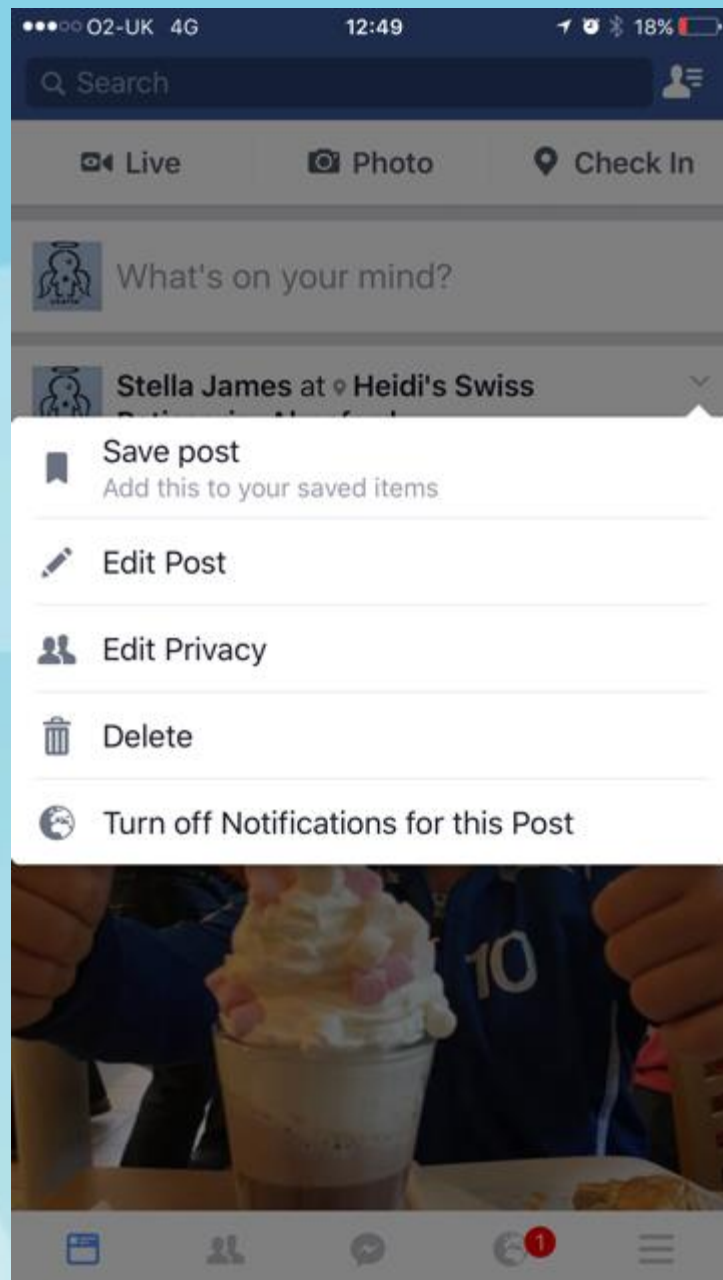 O2-UK 4G 12:49 18%
Search
Live Photo Check In
What's on your mind?
Stella James at Heidi's Swiss
Save post
Add this to your saved items
Edit Post
Edit Privacy
Delete
Turn off Notifications for this Post
10
1